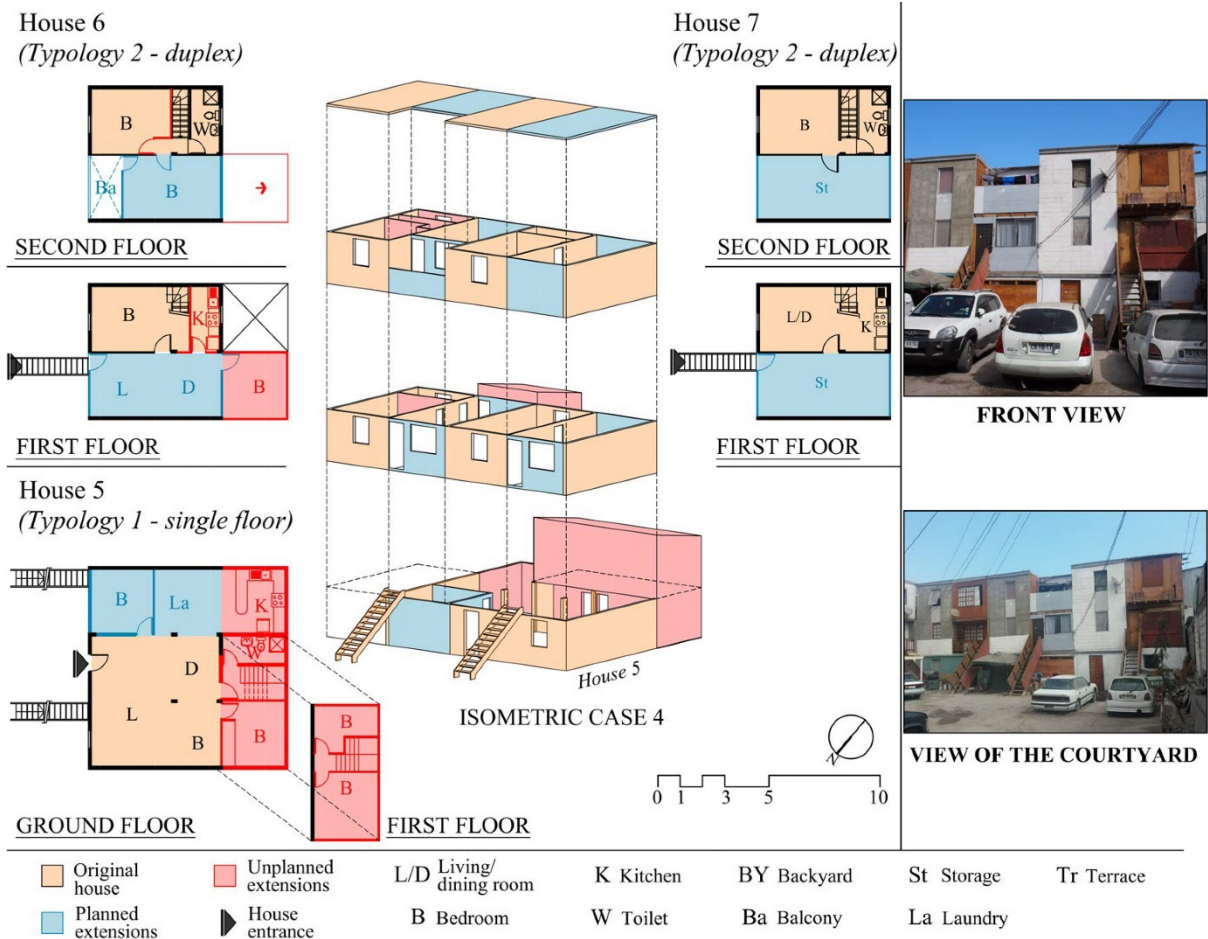 House 6
(Typology 2 - duplex)
B
W
Ba
B
SECOND FLOOR
B
K
L
D
B
FIRST FLOOR
House 5
(Typology 1 - single floor)
B
La
K
W
D
L
B
B
GROUND FLOOR
B
B
FIRST FLOOR
House 5
ISOMETRIC CASE 4
N
0 1 3 5 10
House 7
(Typology 2 - duplex)
B
W
St
SECOND FLOOR
L/D
K
St
FIRST FLOOR
FRONT VIEW
VIEW OF THE COURTYARD
Original house
Planned extensions
Unplanned extensions
House entrance
L/D Living/dining room
B Bedroom
K Kitchen
W Toilet
BY Backyard
Ba Balcony
St Storage
La Laundry
Tr Terrace